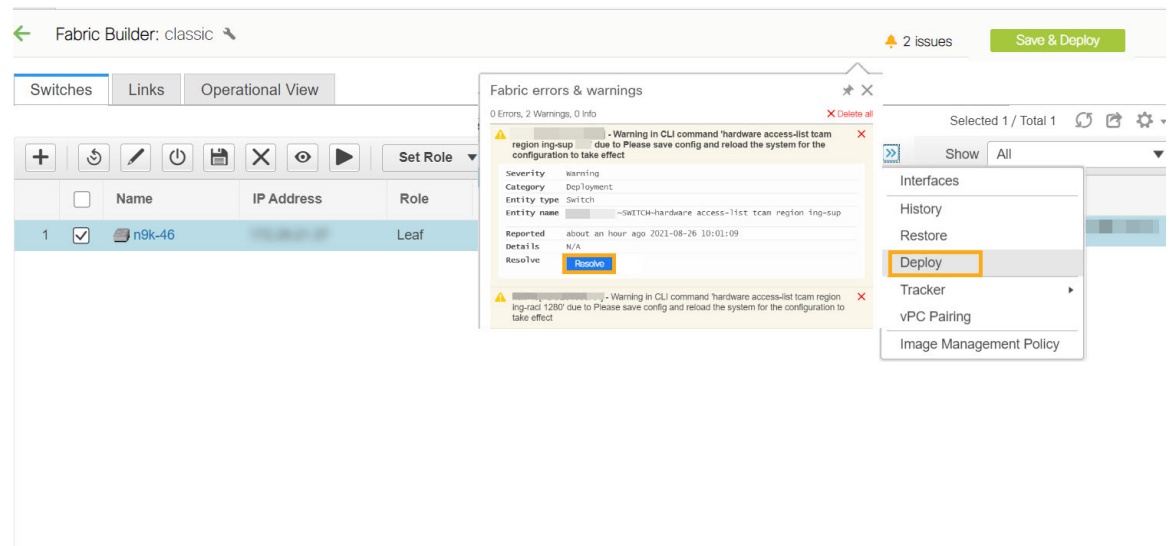 Fabric Builder: classic
2 issues
Save & Deploy
Switches
Links
Operational View
Fabric errors & warnings
0 Errors, 2 Warnings, 0 Info
Delete all
- Warning in CLI command 'hardware access-list tcam
region ing-sup due to Please save config and reload the system for the
configuration to take effect
Severity Warning
Category Deployment
Entity type Switch
Entity name ~SWITCH~hardware access-list tcam region ing-sup
Reported about an hour ago 2021-08-26 10:01:09
Details N/A
Resolve Resolve
- Warning in CLI command 'hardware access-list tcam region
ing-racl 1280' due to Please save config and reload the system for the configuration to
take effect
Selected 1 / Total 1
Set Role
Show All
Name IP Address Role
1 n9k-46 Leaf
Interfaces
History
Restore
Deploy
Tracker
vPC Pairing
Image Management Policy